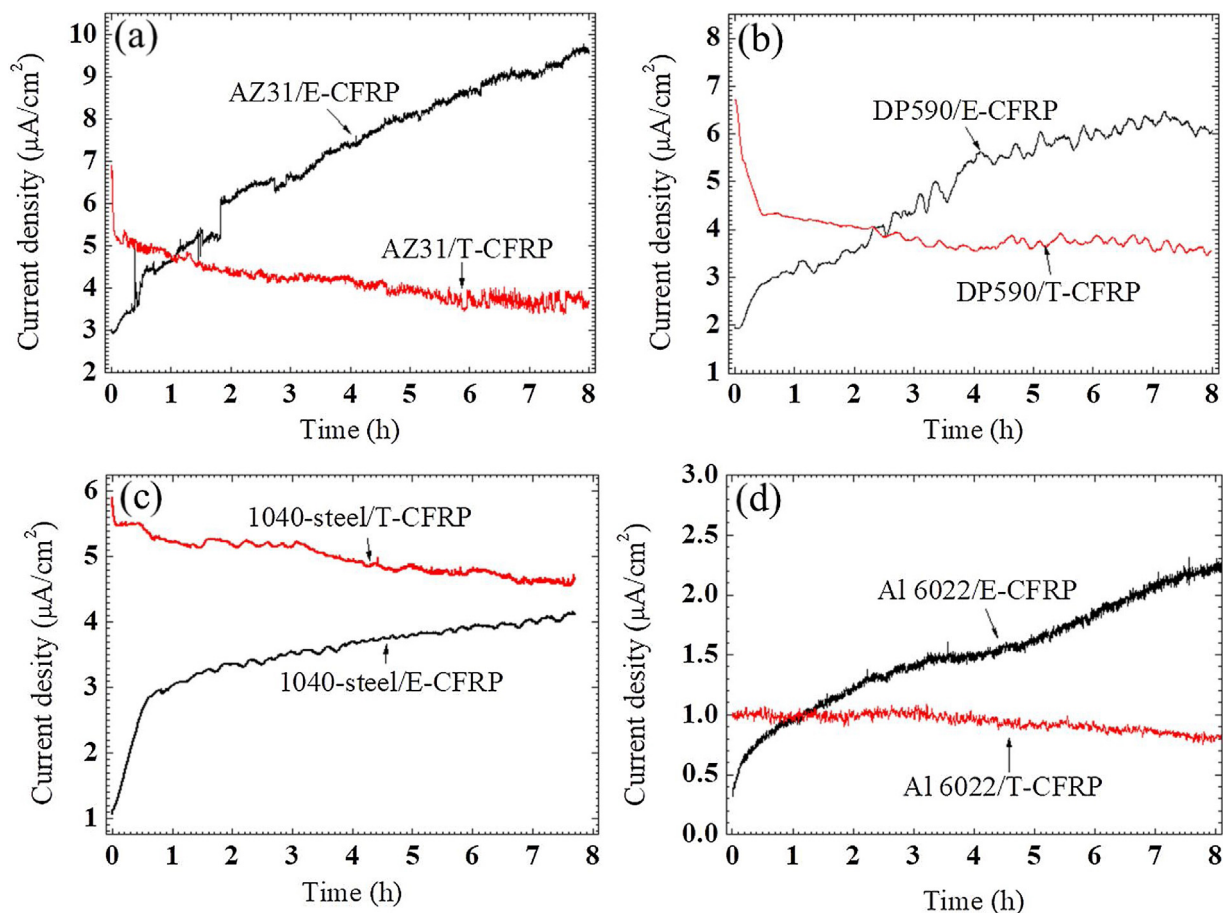 (a)
10
9
8
7
6
5
4
3
2
Current density (μA/cm²)
AZ31/E-CFRP
AZ31/T-CFRP
0 1 2 3 4 5 6 7 8
Time (h)
(b)
8
7
6
5
4
3
2
1
Current density (μA/cm²)
DP590/E-CFRP
DP590/T-CFRP
0 1 2 3 4 5 6 7 8
Time (h)
(c)
6
5
4
3
2
1
Current desity (μA/cm²)
1040-steel/T-CFRP
1040-steel/E-CFRP
0 1 2 3 4 5 6 7 8
Time (h)
(d)
3.0
2.5
2.0
1.5
1.0
0.5
0.0
Current density (μA/cm²)
Al 6022/E-CFRP
Al 6022/T-CFRP
0 1 2 3 4 5 6 7 8
Time (h)